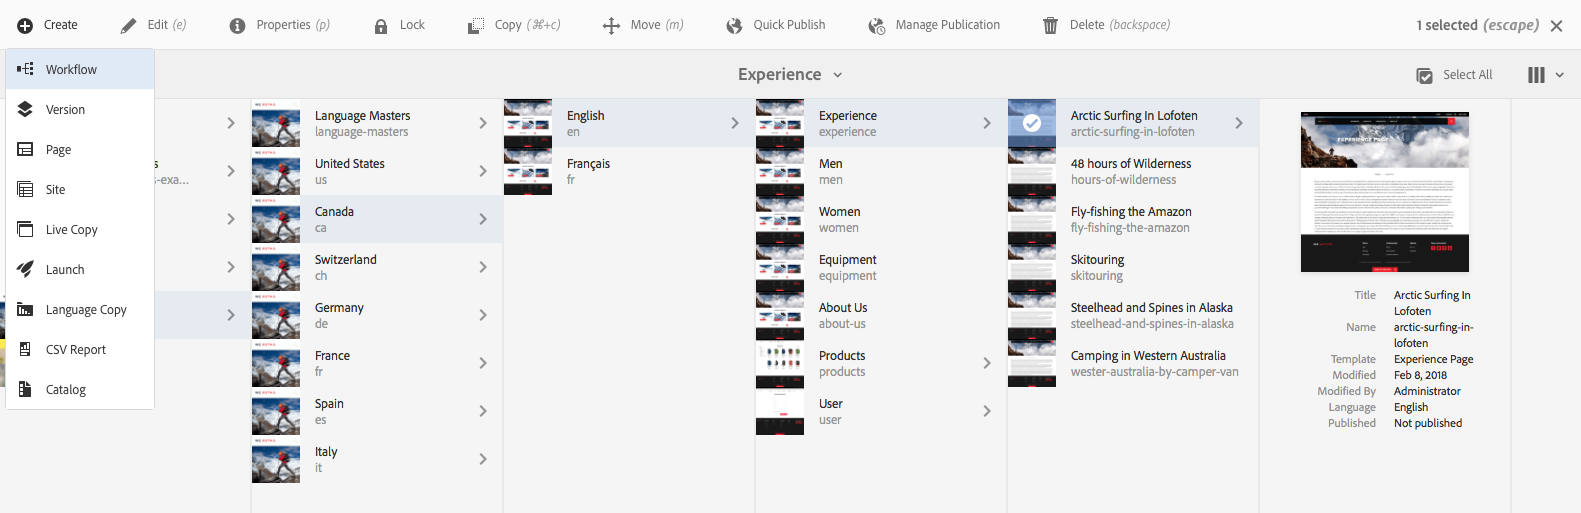 Create
Edit (e)
Properties (p)
Lock
Copy (⌘+c)
Move (m)
Quick Publish
Manage Publication
Delete (backspace)
1 selected (escape)
Workflow
Version
Page
Site
Live Copy
Launch
Language Copy
CSV Report
Catalog
Experience
Select All
s
s-exa...
Language Masters
language-masters
United States
us
Canada
ca
Switzerland
ch
Germany
de
France
fr
Spain
es
Italy
it
English
en
Français
fr
Experience
experience
Men
men
Women
women
Equipment
equipment
About Us
about-us
Products
products
User
user
Arctic Surfing In Lofoten
arctic-surfing-in-lofoten
48 hours of Wilderness
hours-of-wilderness
Fly-fishing the Amazon
fly-fishing-the-amazon
Skitouring
skitouring
Steelhead and Spines in Alaska
steelhead-and-spines-in-alaska
Camping in Western Australia
wester-australia-by-camper-van
EXPERIENCE PAGE
Title Arctic Surfing In
Lofoten
Name arctic-surfing-in-
lofoten
Template Experience Page
Modified Feb 8, 2018
Modified By Administrator
Language English
Published Not published